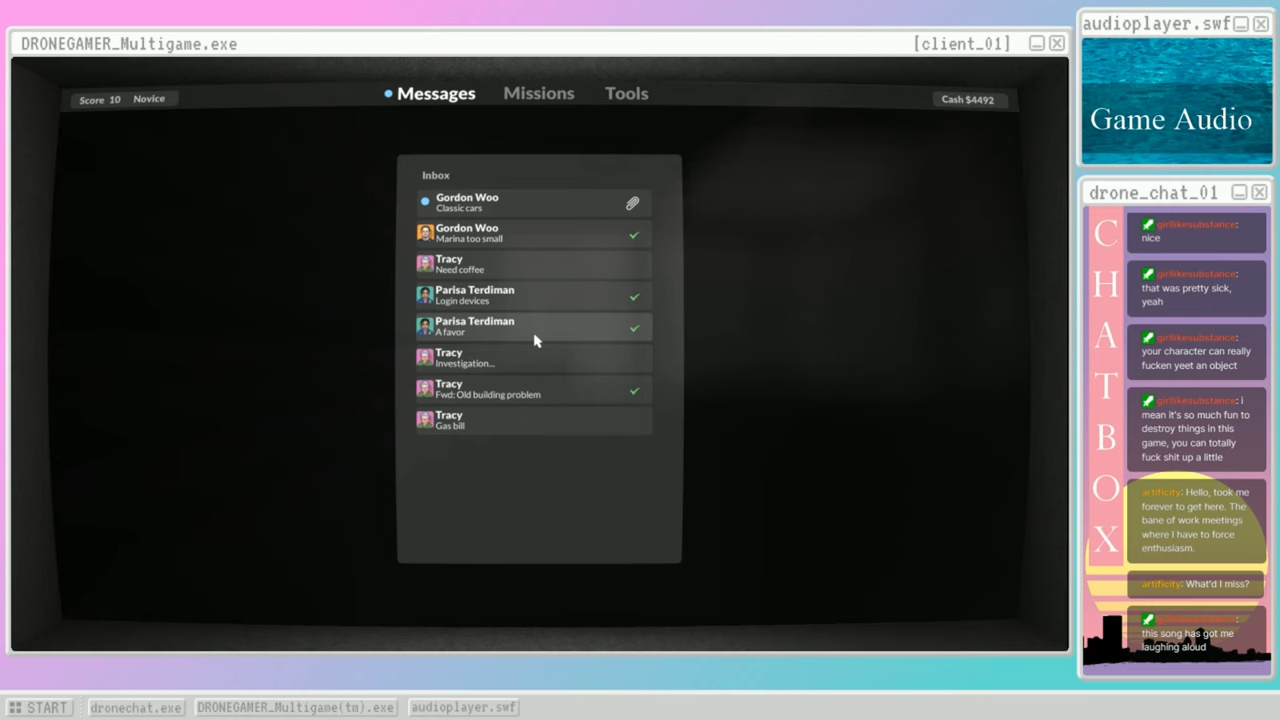 DRONEGAMER_Multigame.exe
[client_01]
Score 10 Novice
Messages Missions Tools
Cash $4492
Inbox
Gordon Woo
Classic cars
Gordon Woo
Marina too small
Tracy
Need coffee
Parisa Terdiman
Login devices
Parisa Terdiman
A favor
Tracy
Investigation...
Tracy
Fwd: Old building problem
Tracy
Gas bill
audioplayer.swf
Game Audio
drone_chat_01
CHATBOX
girllikesubstance:
nice
girllikesubstance:
that was pretty sick,
yeah
girllikesubstance:
your character can really
fucken yeet an object
girllikesubstance: i
mean it's so much fun to
destroy things in this
game, you can totally
fuck shit up a little
artificity: Hello, took me
forever to get here. The
bane of work meetings
where I have to force
enthusiasm.
artificity: What'd I miss?
girllikesubstance:
this song has got me
laughing aloud
START
dronechat.exe
DRONEGAMER_Multigame(tm).exe
audioplayer.swf